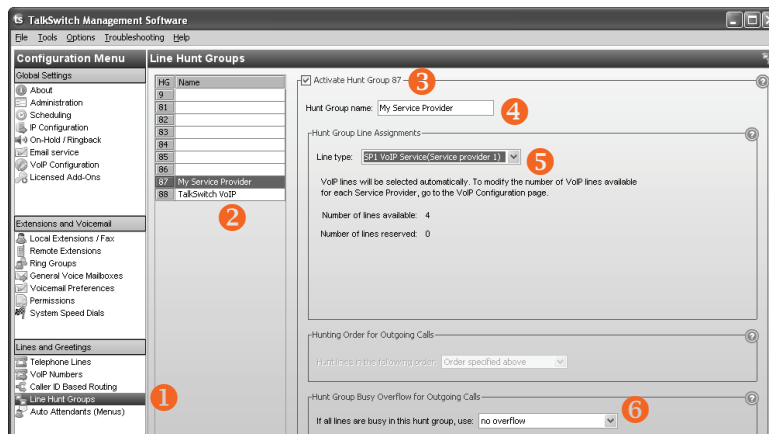 ts TalkSwitch Management Software
File Tools Options Troubleshooting Help
Configuration Menu
Global Settings
About
Administration
Scheduling
IP Configuration
On-Hold / Ringback
Email service
VoIP Configuration
Licensed Add-Ons
Extensions and Voicemail
Local Extensions / Fax
Remote Extensions
Ring Groups
General Voice Mailboxes
Voicemail Preferences
Permissions
System Speed Dials
Lines and Greetings
Telephone Lines
VoIP Numbers
Caller ID Based Routing
Line Hunt Groups
Auto Attendants (Menus)
1
Line Hunt Groups
HG Name
9
81
82
83
84
85
86
87 My Service Provider
88 TalkSwitch VoIP
2
Activate Hunt Group 87
3
Hunt Group name: My Service Provider
4
Hunt Group Line Assignments
Line type: SP1 VoIP Service(Service provider 1)
5
VoIP lines will be selected automatically. To modify the number of VoIP lines available
for each Service Provider, go to the VoIP Configuration page.
Number of lines available: 4
Number of lines reserved: 0
Hunting Order for Outgoing Calls
Hunt lines in the following order: Order specified above
Hunt Group Busy Overflow for Outgoing Calls
If all lines are busy in this hunt group, use: no overflow
6